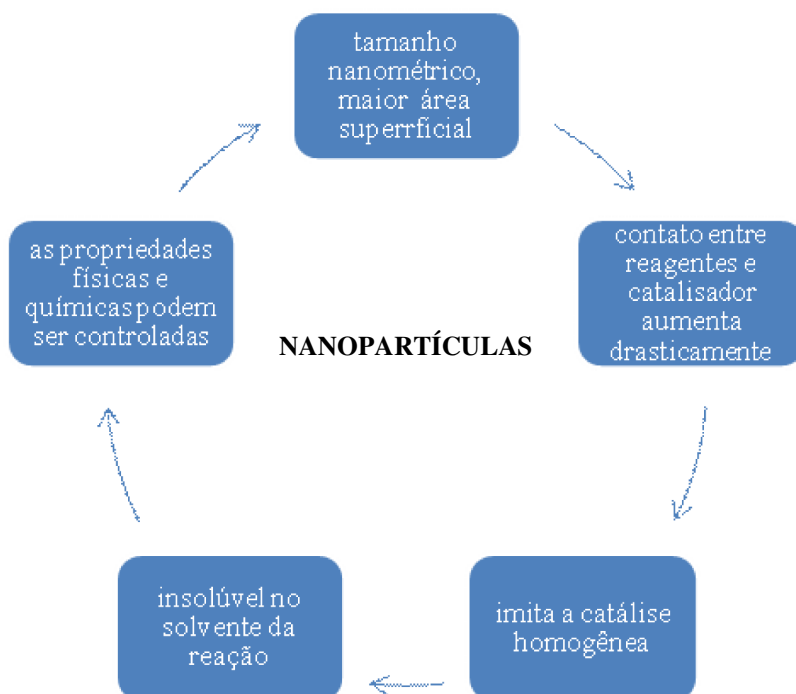 tamanho
nanométrico,
maior área
superrficial
contato entre
reagentes e
catalisador
aumenta
drasticamente
imita a catálise
homogênea
insolúvel no
solvente da
reação
as propriedades
físicas e
químicas podem
ser controladas
NANOPARTÍCULAS